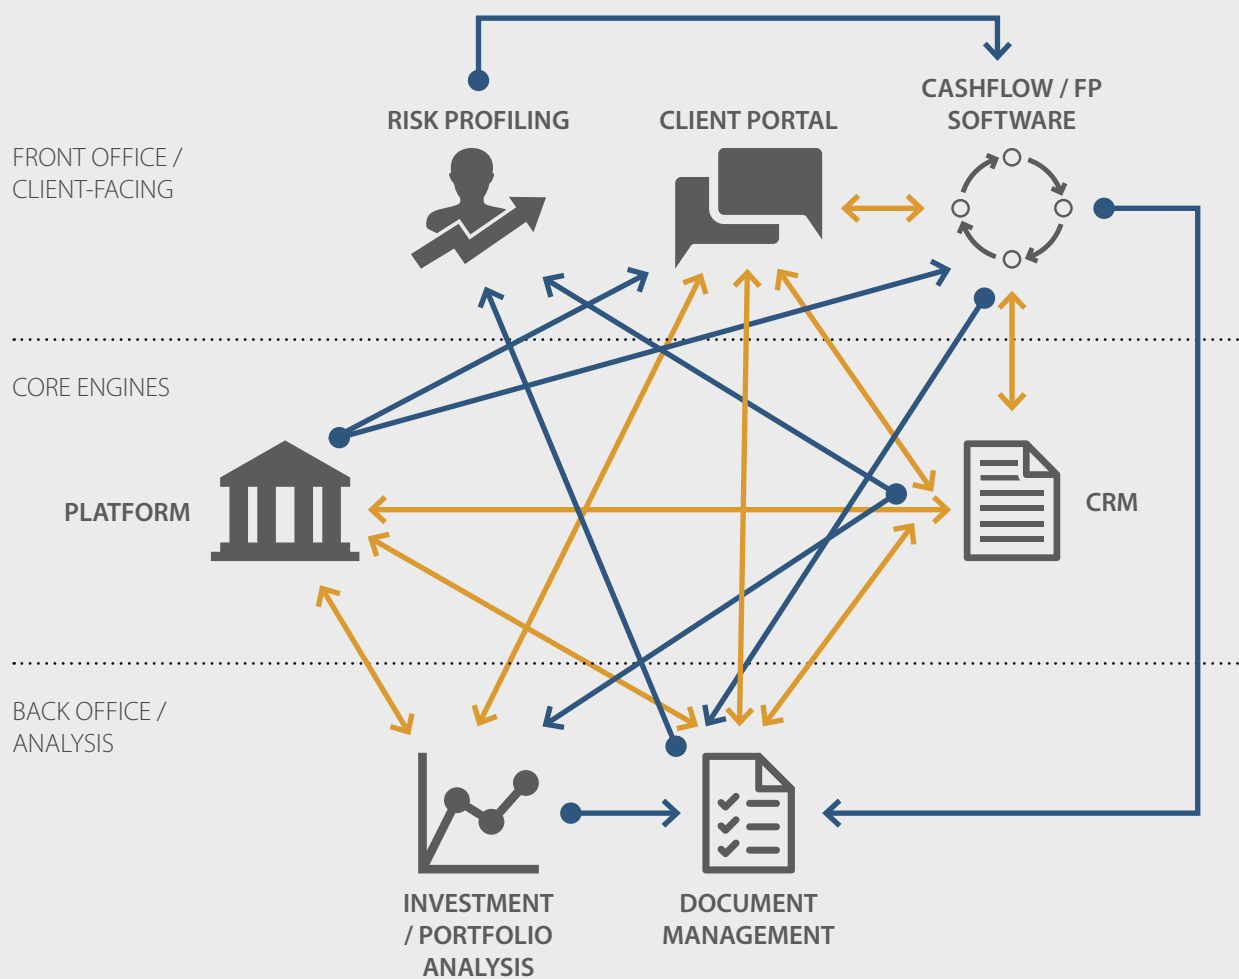 CASHFLOW / FP
SOFTWARE
RISK PROFILING
CLIENT PORTAL
FRONT OFFICE /
CLIENT-FACING
CORE ENGINES
PLATFORM
CRM
BACK OFFICE /
ANALYSIS
INVESTMENT
/ PORTFOLIO
ANALYSIS
DOCUMENT
MANAGEMENT